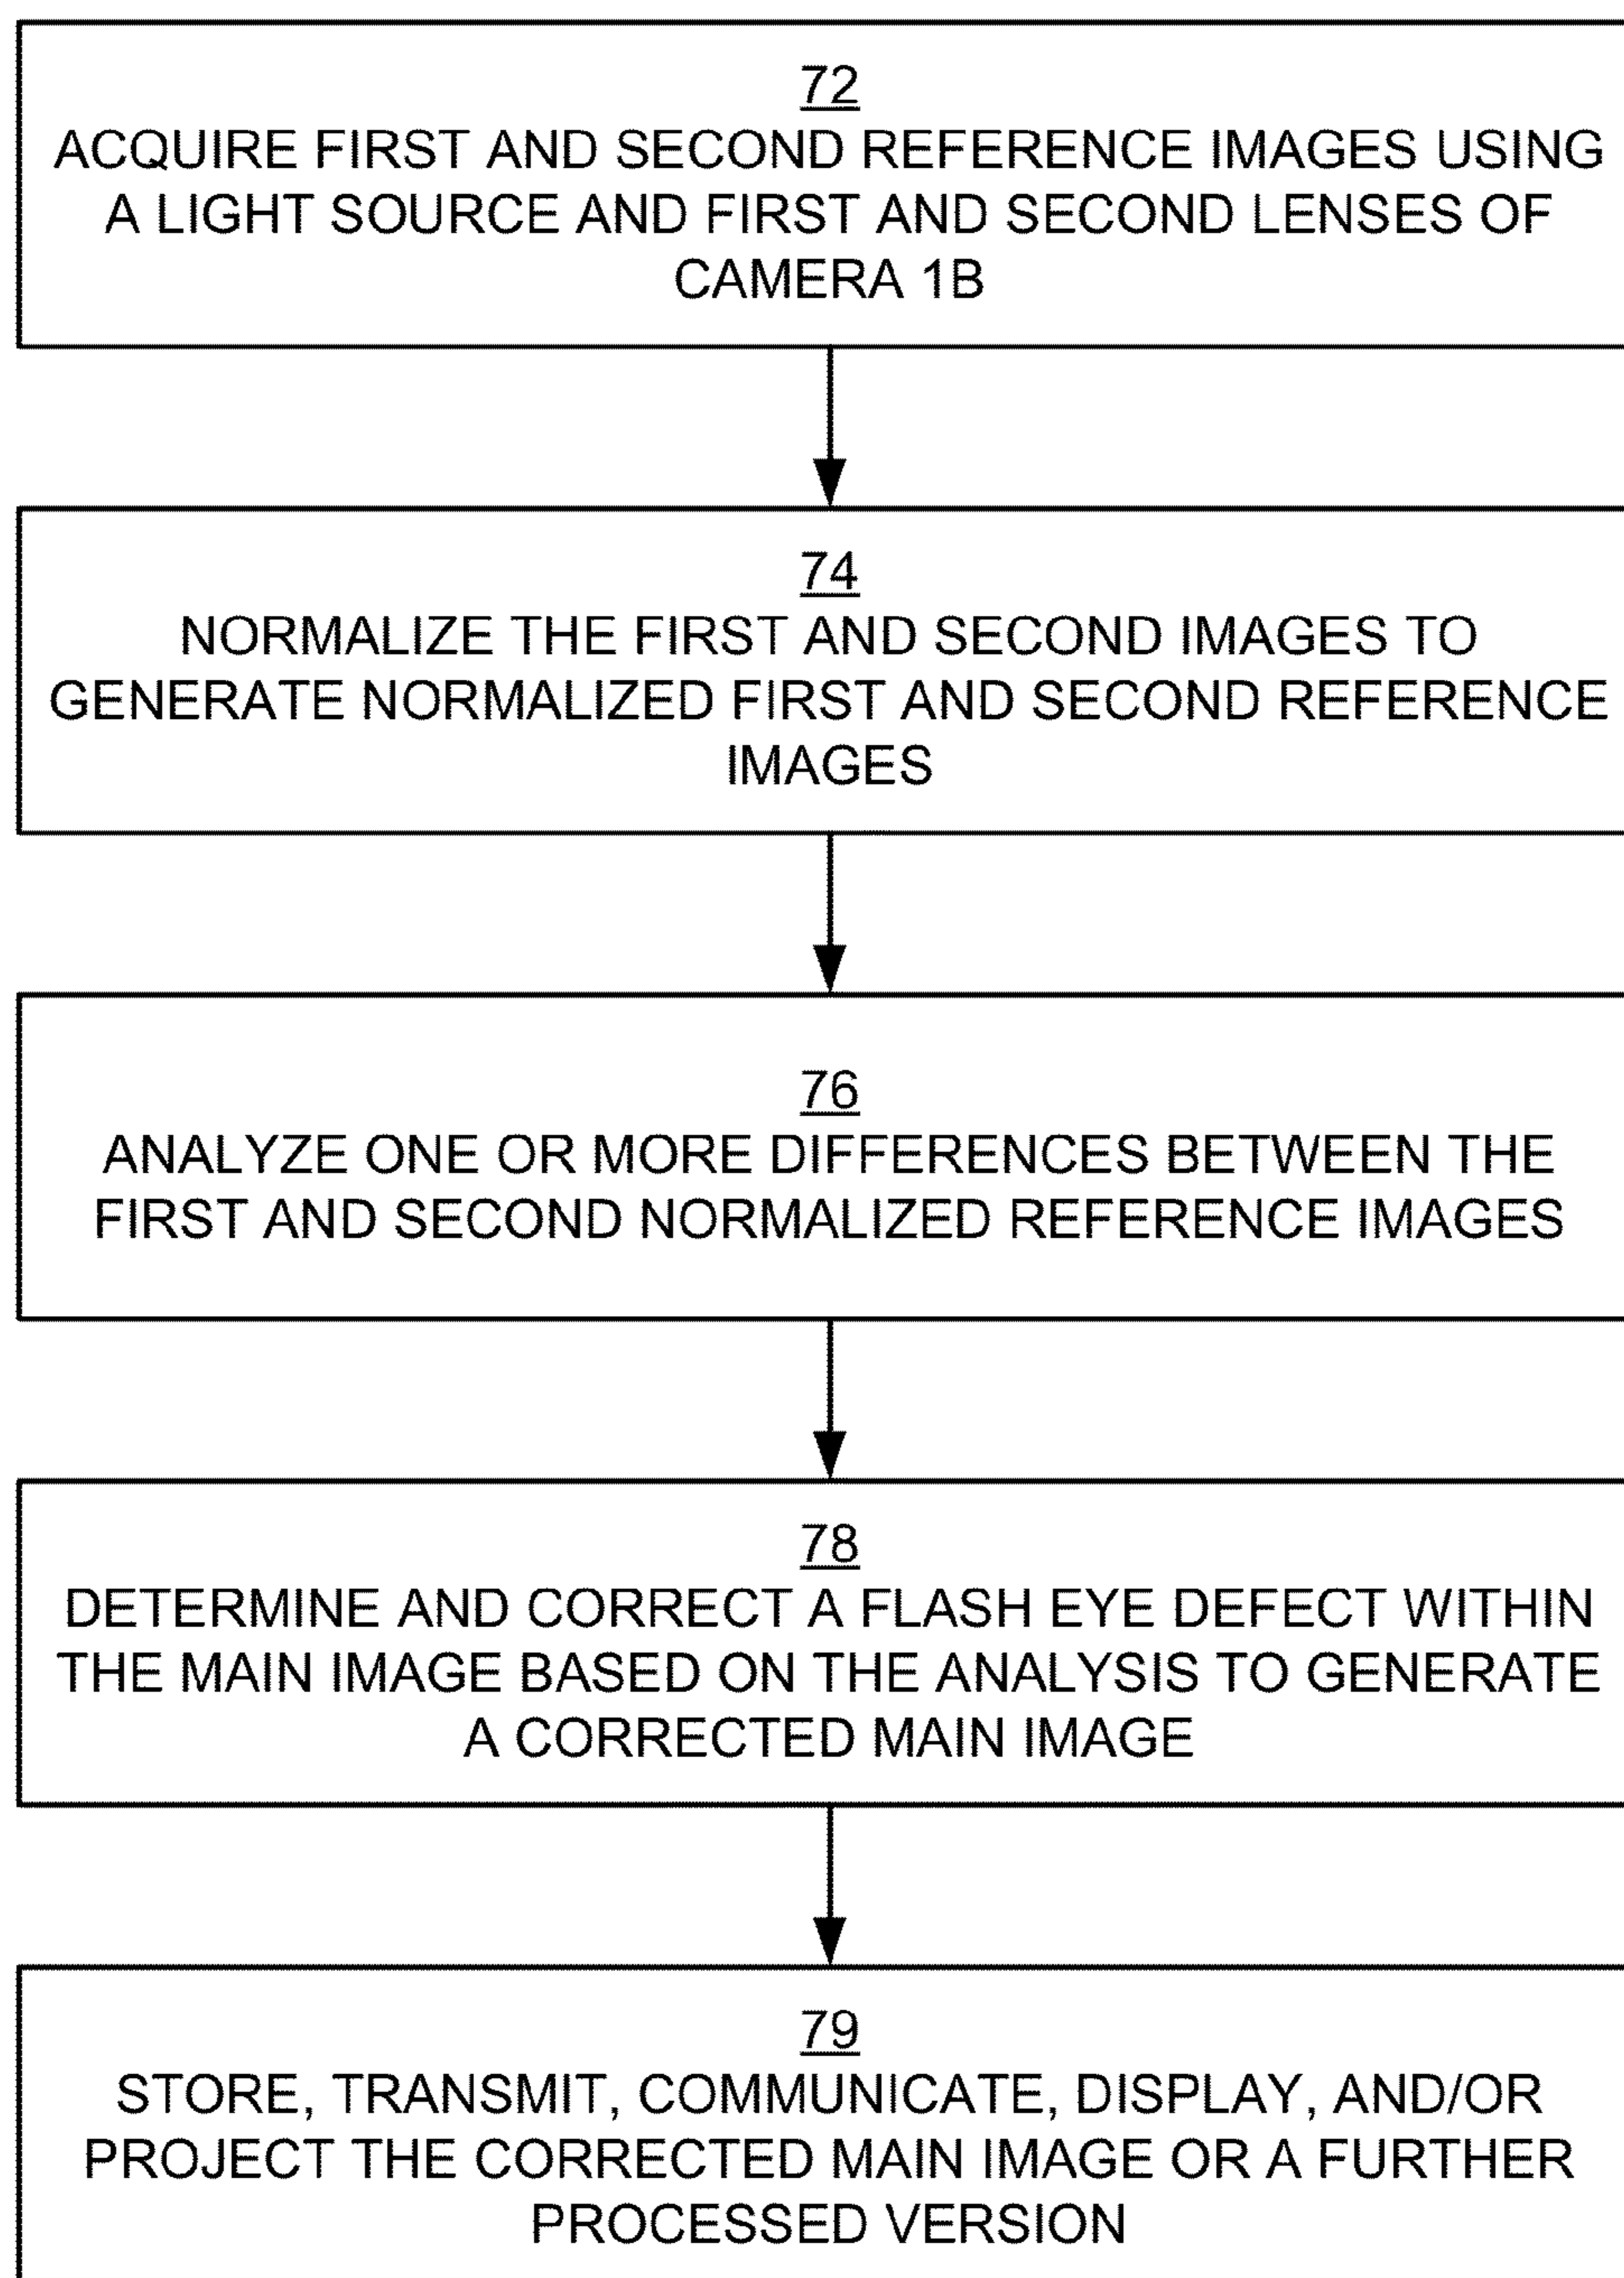 72
ACQUIRE FIRST AND SECOND REFERENCE IMAGES USING
A LIGHT SOURCE AND FIRST AND SECOND LENSES OF
CAMERA 1B
74
NORMALIZE THE FIRST AND SECOND IMAGES TO
GENERATE NORMALIZED FIRST AND SECOND REFERENCE
IMAGES
76
ANALYZE ONE OR MORE DIFFERENCES BETWEEN THE
FIRST AND SECOND NORMALIZED REFERENCE IMAGES
78
DETERMINE AND CORRECT A FLASH EYE DEFECT WITHIN
THE MAIN IMAGE BASED ON THE ANALYSIS TO GENERATE
A CORRECTED MAIN IMAGE
79
STORE, TRANSMIT, COMMUNICATE, DISPLAY, AND/OR
PROJECT THE CORRECTED MAIN IMAGE OR A FURTHER
PROCESSED VERSION